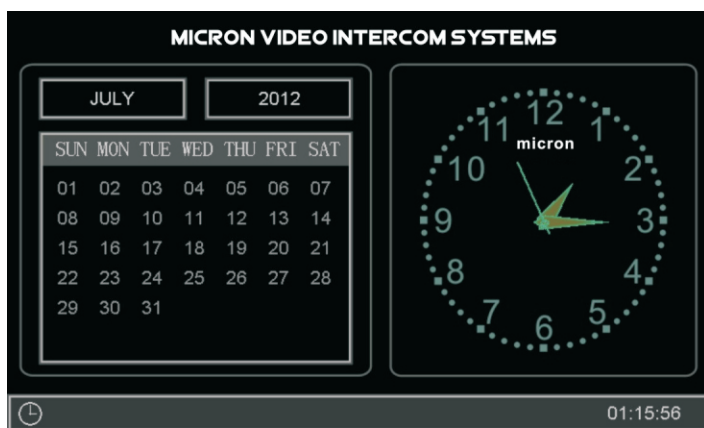 MICRON VIDEO INTERCOM SYSTEMS
JULY 2012
SUN MON TUE WED THU FRI SAT
01 02 03 04 05 06 07
08 09 10 11 12 13 14
15 16 17 18 19 20 21
22 23 24 25 26 27 28
29 30 31
12
11 1
micron
10 2
9 3
8 4
7 5
6
01:15:56